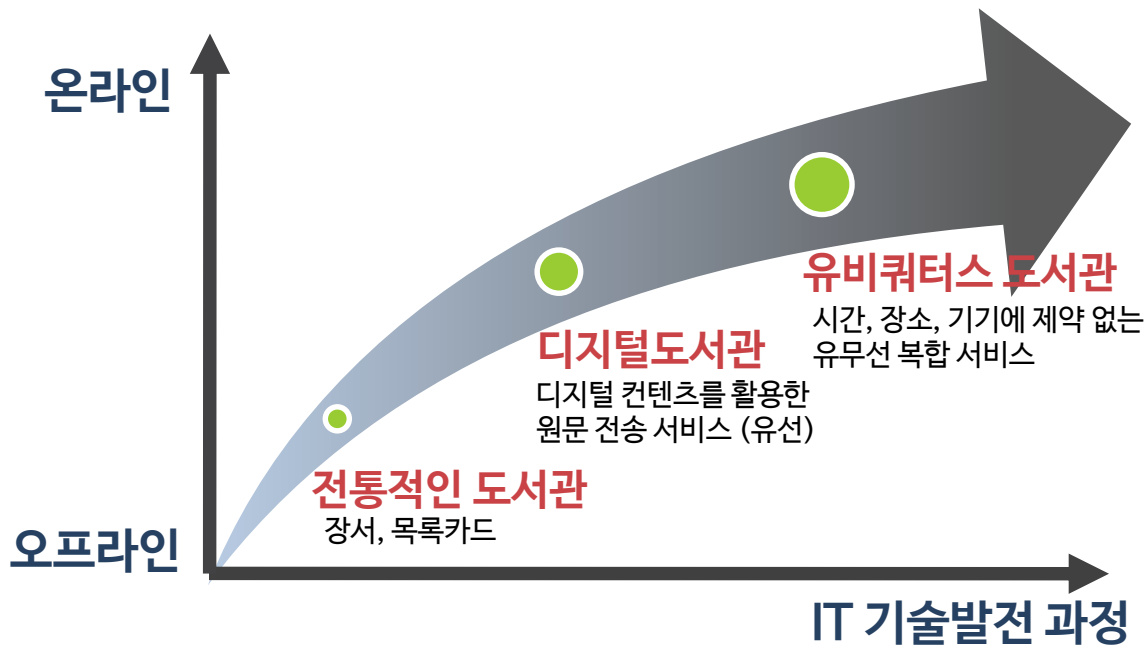 온라인
유비쿼터스 도서관
시간, 장소, 기기에 제약 없는
유무선 복합 서비스
디지털도서관
디지털 컨텐츠를 활용한
원문 전송 서비스 (유선)
전통적인 도서관
장서, 목록카드
오프라인
IT 기술발전 과정